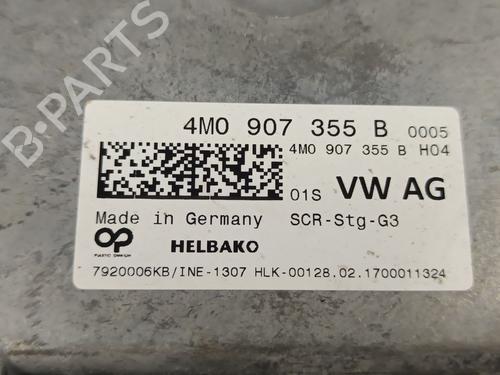 4M0 907 355 B 0005
4M0 907 355 B H04
01S VW AG
Made in Germany SCR-Stg-G3
OP HELBAKO
7920006KB/INE-1307 HLK-00128.02.1700011324
B-PARTS